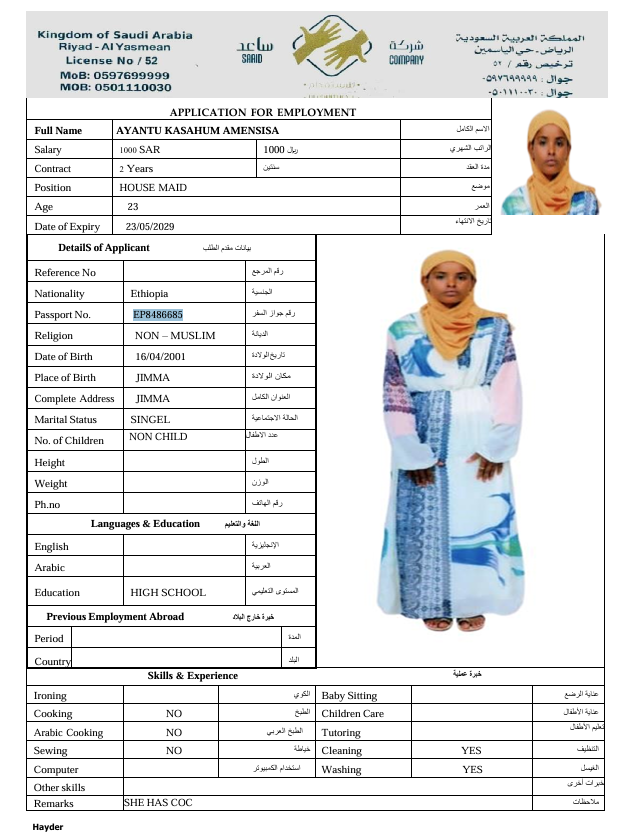 Kingdom of Saudi Arabia
Riyad - Al Yasmean
License No / 52
MoB: 0597699999
MOB: 0501110030
SAAID ساعد
شركة COMPANY
المملكة العربية السعودية
الرياض - حي الياسمين
ترخيص رقم / ٥٢
جوال : ٠٥٩٧٦٩٩٩٩٩
جوال : ٠٥٠١١١٠٠٣٠
APPLICATION FOR EMPLOYMENT
Full Name AYANTU KASAHUM AMENSISA الاسم الكامل
Salary 1000 SAR 1000 ريال الراتب الشهري
Contract 2 Years سنتين مدة العقد
Position HOUSE MAID موضع
Age 23 العمر
Date of Expiry 23/05/2029 تاريخ الانتهاء
DetailS of Applicant بيانات مقدم الطلب
Reference No رقم المرجع
Nationality Ethiopia الجنسية
Passport No. EP8486685 رقم جواز السفر
Religion NON – MUSLIM الديانة
Date of Birth 16/04/2001 تاريخ الولادة
Place of Birth JIMMA مكان الولادة
Complete Address JIMMA العنوان الكامل
Marital Status SINGEL الحالة الاجتماعية
No. of Children NON CHILD عدد الاطفال
Height الطول
Weight الوزن
Ph.no رقم الهاتف
Languages & Education اللغة والتعليم
English الإنجليزية
Arabic العربية
Education HIGH SCHOOL المستوى التعليمي
Previous Employment Abroad خبرة خارج البلاد
Period المدة
Country البلد
Skills & Experience خبرة عملية
Ironing الكوي Baby Sitting عناية الرضع
Cooking NO الطبخ Children Care عناية الأطفال
Arabic Cooking NO الطبخ العربي Tutoring تعليم الأطفال
Sewing NO خياطة Cleaning YES التنظيف
Computer استخدام الكمبيوتر Washing YES الغيسل
Other skills خبرات أخرى
Remarks SHE HAS COC ملاحظات
Hayder